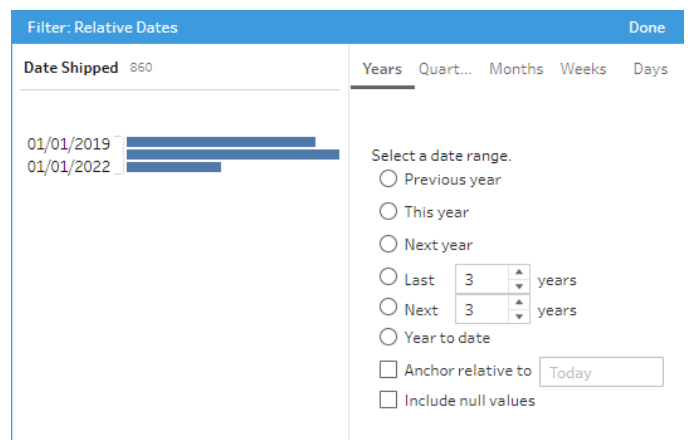 Filter: Relative Dates Done
Date Shipped 860
Years Quart... Months Weeks Days
01/01/2019
01/01/2022
Select a date range.
Previous year
This year
Next year
Last 3 years
Next 3 years
Year to date
Anchor relative to Today
Include null values